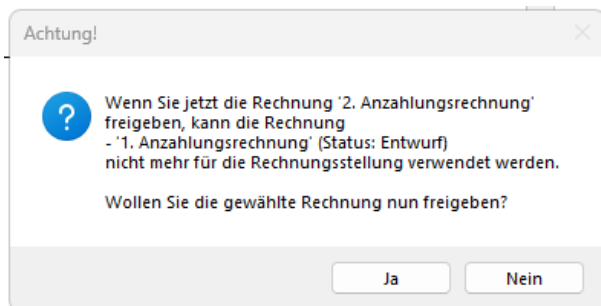 Achtung!
Wenn Sie jetzt die Rechnung '2. Anzahlungsrechnung'
freigeben, kann die Rechnung
- '1. Anzahlungsrechnung' (Status: Entwurf)
nicht mehr für die Rechnungsstellung verwendet werden.
Wollen Sie die gewählte Rechnung nun freigeben?
Ja
Nein